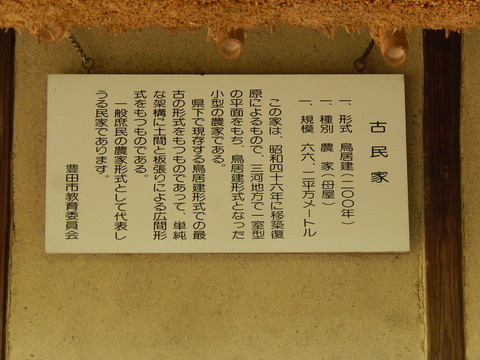 古民家
一、形式　鳥居建(二〇〇年)
一、種別　農　家(母屋)
一、規模　六六、二三平方メートル
この家は、昭和四十六年に移築復
原によるもので、三河地方で一室型
の平面をもち、鳥居建形式となった
小型の農家である。
県下で現存する鳥居建形式での最
古の形式をもつものであって、単純
な架構に土間と板張りによる広間形
式をもつものである。
一般庶民の農家形式として代表し
うる民家であります。
豊田市教育委員会